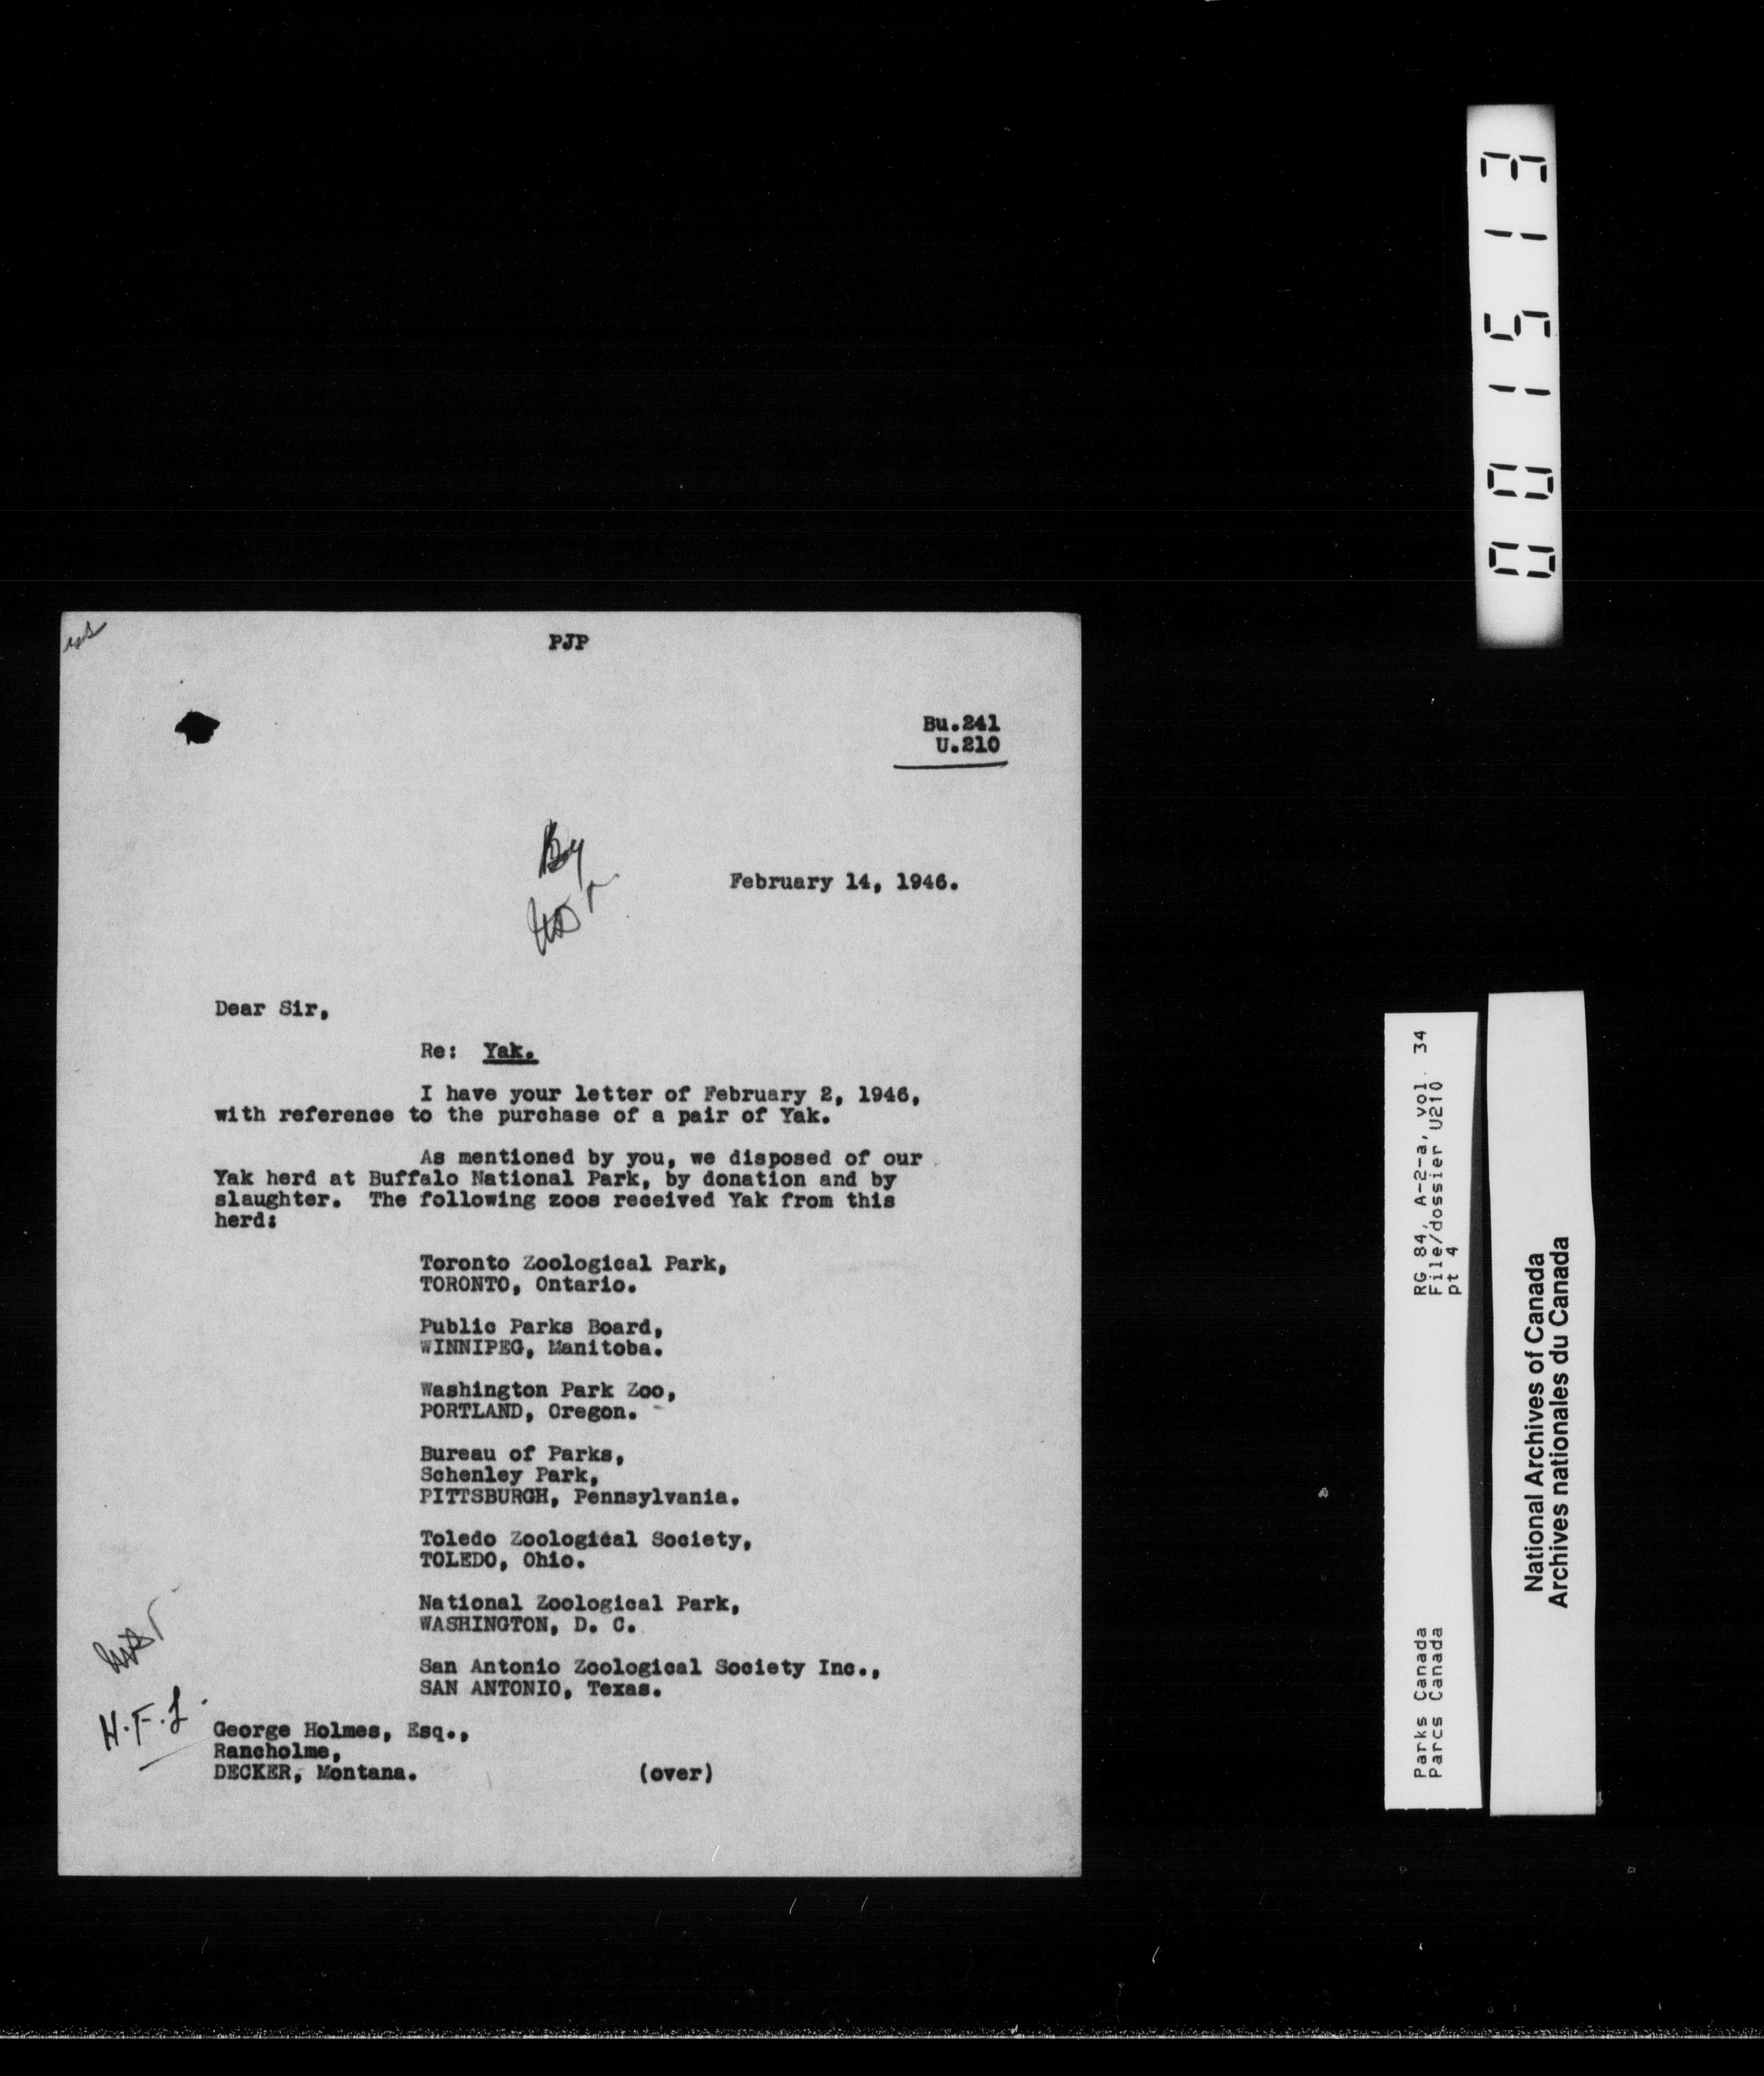 PJP
Bu.241
U.210
By
February 14, 1946.
Dear Sir,
Re: Yak.
I have your letter of February 2, 1946,
with reference to the purchase of a pair of Yak.
As mentioned by you, we disposed of our
Yak herd at Buffalo National Park, by donation and by
slaughter. The following zoos received Yak from this
herd:
Toronto Zoological Park,
TORONTO, Ontario.
Public Parks Board,
WINNIPEG, Manitoba.
Washington Park Zoo,
PORTLAND, Oregon.
Bureau of Parks,
Schenley Park,
PITTSBURGH, Pennsylvania.
Toledo Zoological Society,
TOLEDO, Ohio.
National Zoological Park,
WASHINGTON, D. C.
San Antonio Zoological Society Inc.,
SAN ANTONIO, Texas.
H.F.L.
George Holmes, Esq.,
Rancholme,
DECKER, Montana.
(over)
001513
Parks Canada
Parcs Canada
RG 84, A-2-a, vol. 34
File/dossier U210
pt 4
National Archives of Canada
Archives nationales du Canada